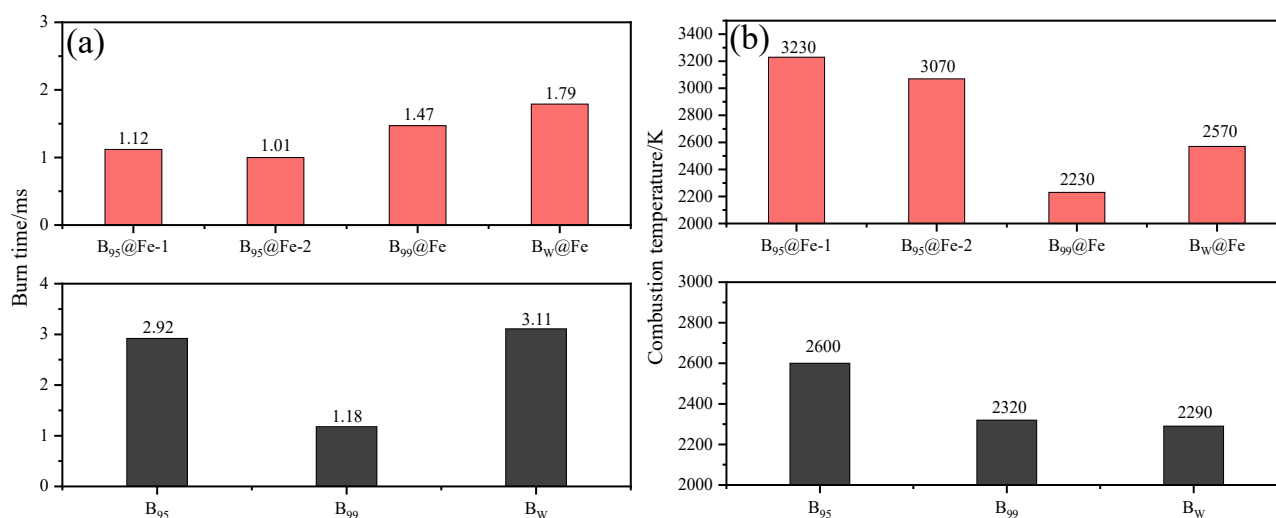 (a)
Burn time/ms
3
2
1
0
1.12
1.01
1.47
1.79
B95@Fe-1
B95@Fe-2
B99@Fe
BW@Fe
4
3
2
1
0
2.92
1.18
3.11
B95
B99
BW
(b)
Combustion temperature/K
3400
3200
3000
2800
2600
2400
2200
2000
3230
3070
2230
2570
B95@Fe-1
B95@Fe-2
B99@Fe
BW@Fe
3000
2800
2600
2400
2200
2000
2600
2320
2290
B95
B99
BW